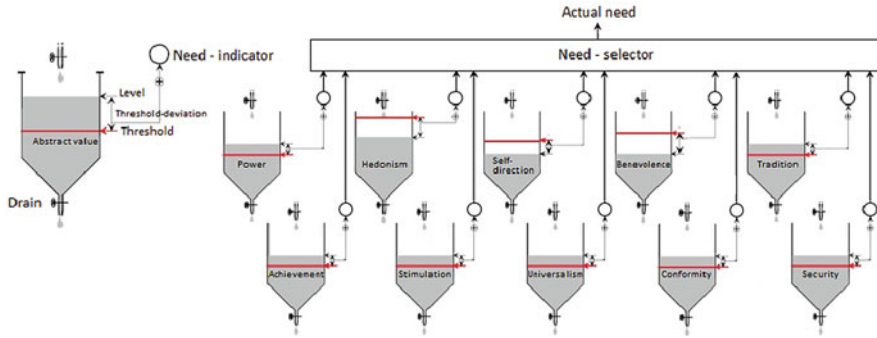 Actual need
Need - indicator
Need - selector
Level
Threshold-deviation
Threshold
Abstract value
Drain
Power
Hedonism
Self-
direction
Benevolence
Tradition
Achievement
Stimulation
Universalism
Conformity
Security